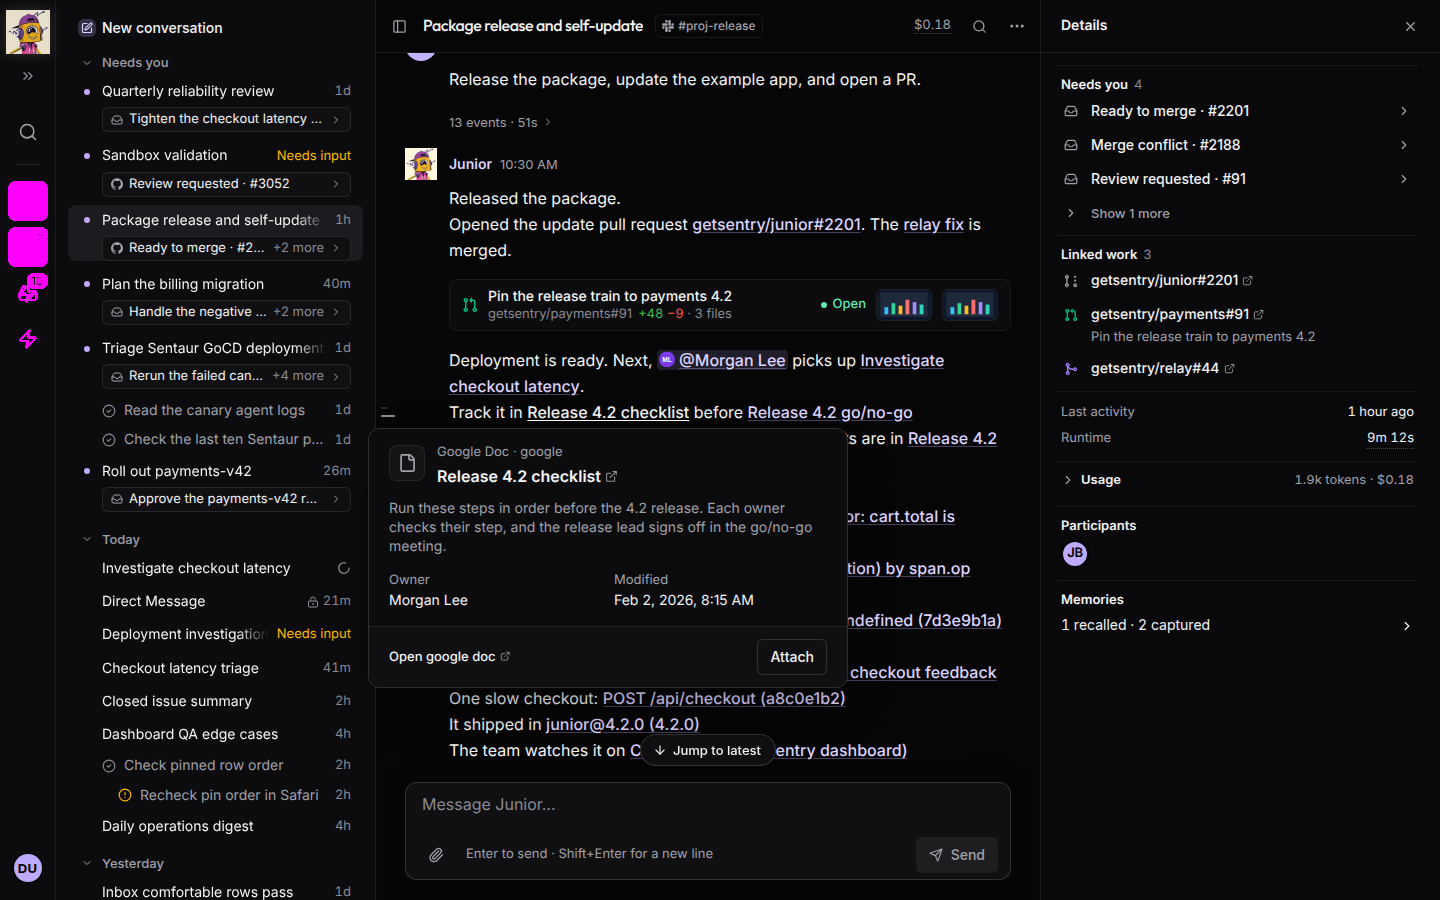 New conversation
Needs you
Quarterly reliability review 1d
Tighten the checkout latency ...
Sandbox validation Needs input
Review requested · #3052
Package release and self-update 1h
Ready to merge · #2... +2 more
Plan the billing migration 40m
Handle the negative ... +2 more
Triage Sentaur GoCD deployment 1d
Rerun the failed can... +4 more
Read the canary agent logs 1d
Check the last ten Sentaur p... 1d
Roll out payments-v42 26m
Approve the payments-v42 r...
Today
Investigate checkout latency
Direct Message 21m
Deployment investigation Needs input
Checkout latency triage 41m
Closed issue summary 2h
Dashboard QA edge cases 4h
Check pinned row order 2h
Recheck pin order in Safari 2h
Daily operations digest 4h
Yesterday
Inbox comfortable rows pass 1d
DU
Package release and self-update #proj-release $0.18
Release the package, update the example app, and open a PR.
13 events · 51s
Junior 10:30 AM
Released the package.
Opened the update pull request getsentry/junior#2201. The relay fix is
merged.
Pin the release train to payments 4.2
getsentry/payments#91 +48 −9 · 3 files
Open
Deployment is ready. Next, ML @Morgan Lee picks up Investigate
checkout latency.
Track it in Release 4.2 checklist before Release 4.2 go/no-go
s are in Release 4.2
Google Doc · google
Release 4.2 checklist
Run these steps in order before the 4.2 release. Each owner
checks their step, and the release lead signs off in the go/no-go
meeting.
Owner Modified
Morgan Lee Feb 2, 2026, 8:15 AM
Open google doc Attach
or: cart.total is
tion) by span.op
ndefined (7d3e9b1a)
checkout feedback
One slow checkout: POST /api/checkout (a8c0e1b2)
It shipped in junior@4.2.0 (4.2.0)
The team watches it on C entry dashboard)
Jump to latest
Message Junior...
Enter to send · Shift+Enter for a new line
Send
Details
Needs you 4
Ready to merge · #2201
Merge conflict · #2188
Review requested · #91
Show 1 more
Linked work 3
getsentry/junior#2201
getsentry/payments#91
Pin the release train to payments 4.2
getsentry/relay#44
Last activity 1 hour ago
Runtime 9m 12s
Usage 1.9k tokens · $0.18
Participants
JB
Memories
1 recalled · 2 captured